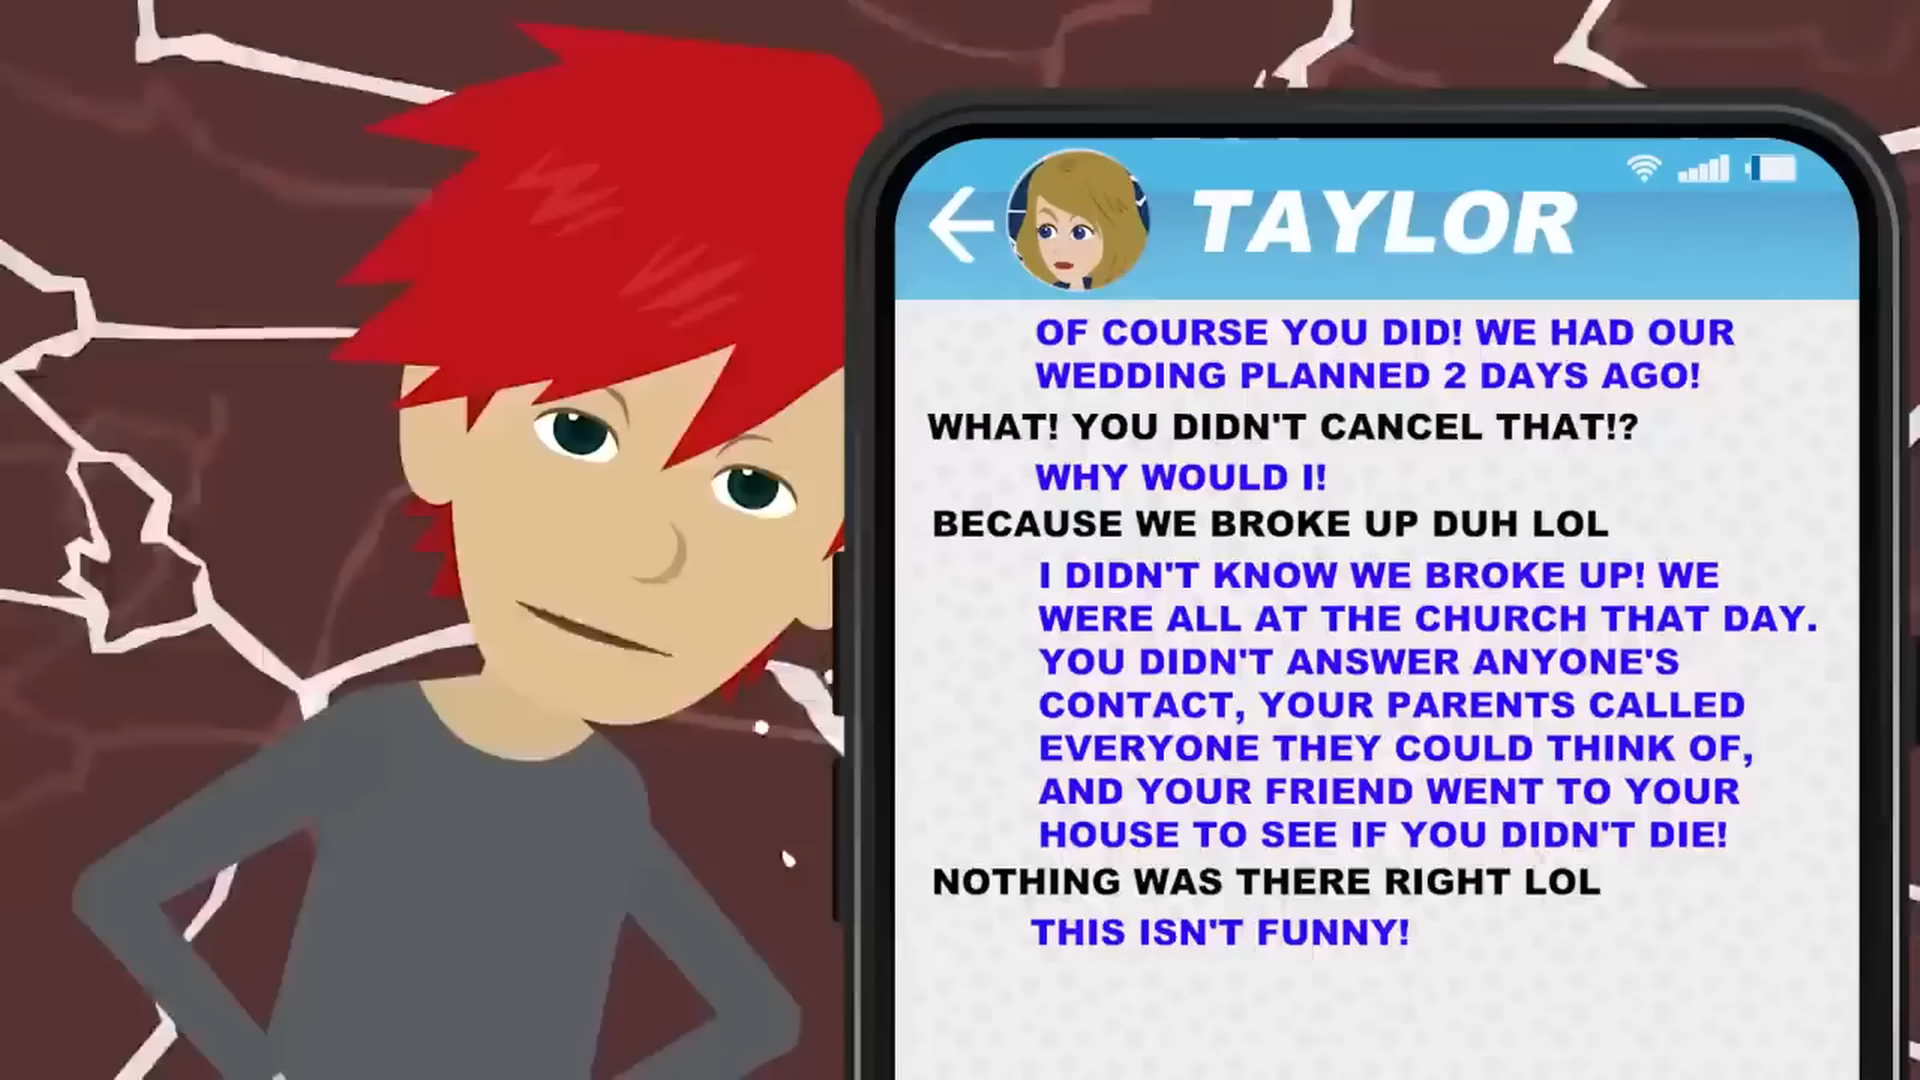 TAYLOR
OF COURSE YOU DID! WE HAD OUR
WEDDING PLANNED 2 DAYS AGO!
WHAT! YOU DIDN'T CANCEL THAT!?
WHY WOULD I!
BECAUSE WE BROKE UP DUH LOL
I DIDN'T KNOW WE BROKE UP! WE
WERE ALL AT THE CHURCH THAT DAY.
YOU DIDN'T ANSWER ANYONE'S
CONTACT, YOUR PARENTS CALLED
EVERYONE THEY COULD THINK OF,
AND YOUR FRIEND WENT TO YOUR
HOUSE TO SEE IF YOU DIDN'T DIE!
NOTHING WAS THERE RIGHT LOL
THIS ISN'T FUNNY!